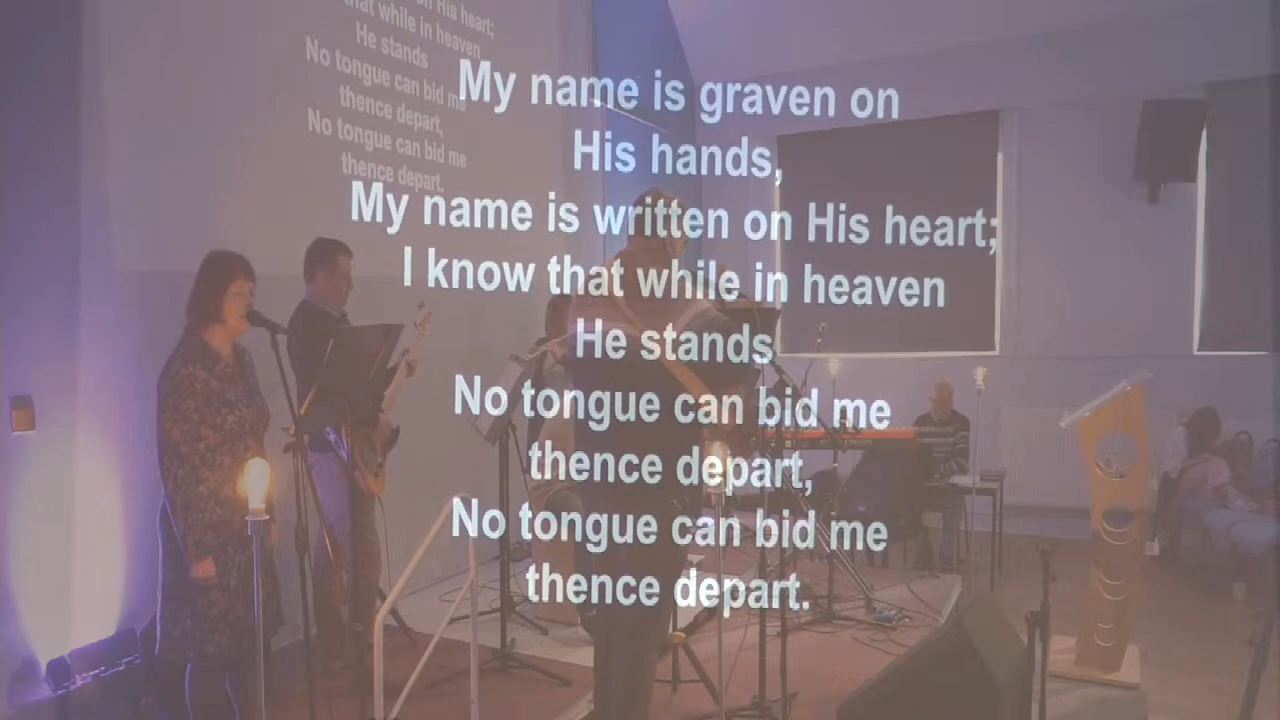 on His heart;
that while in heaven
He stands
No tongue can bid me
thence depart,
No tongue can bid me
thence depart.
My name is graven on
His hands,
My name is written on His heart;
I know that while in heaven
He stands
No tongue can bid me
thence depart,
No tongue can bid me
thence depart.